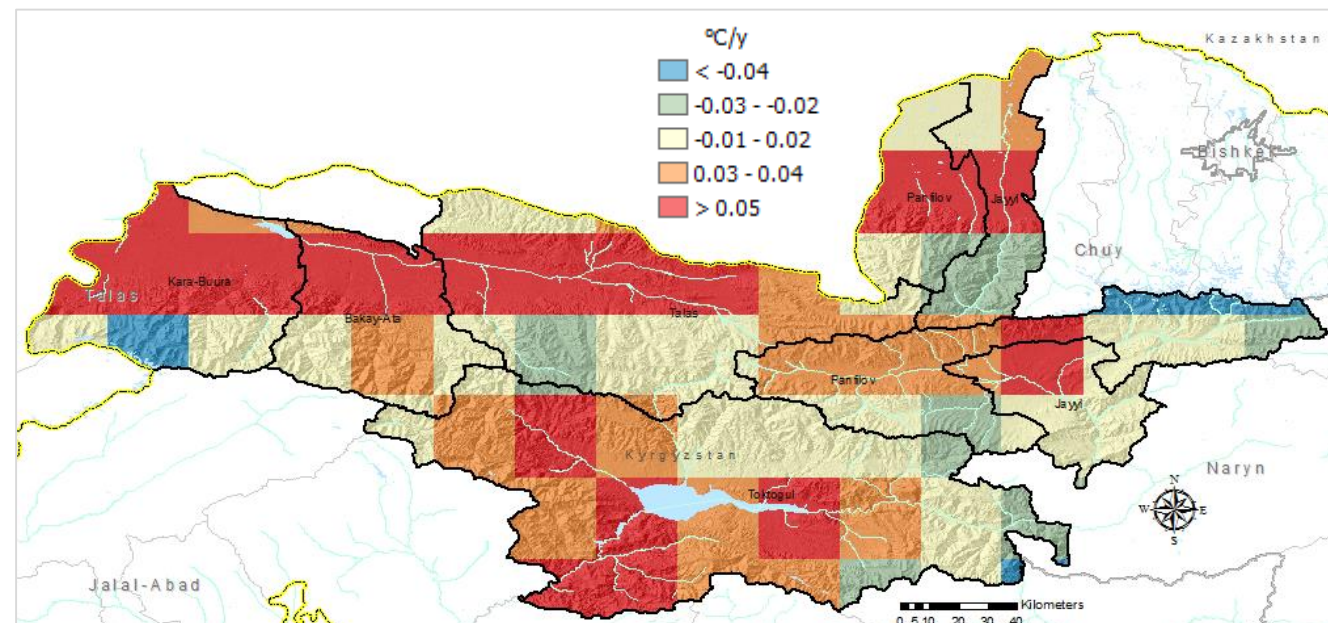 °C/y
< -0.04
-0.03 - -0.02
-0.01 - 0.02
0.03 - 0.04
> 0.05
Kazakhstan
Bishkek
Panfilov
Jayyl
Chuy
Kara-Buura
Talas
Bakay-Ata
Talas
Panfilov
Jayyl
Kyrgyzstan
Naryn
Toktogul
N
W E
S
Jalal-Abad
Kilometers
0 5 10 20 30 40